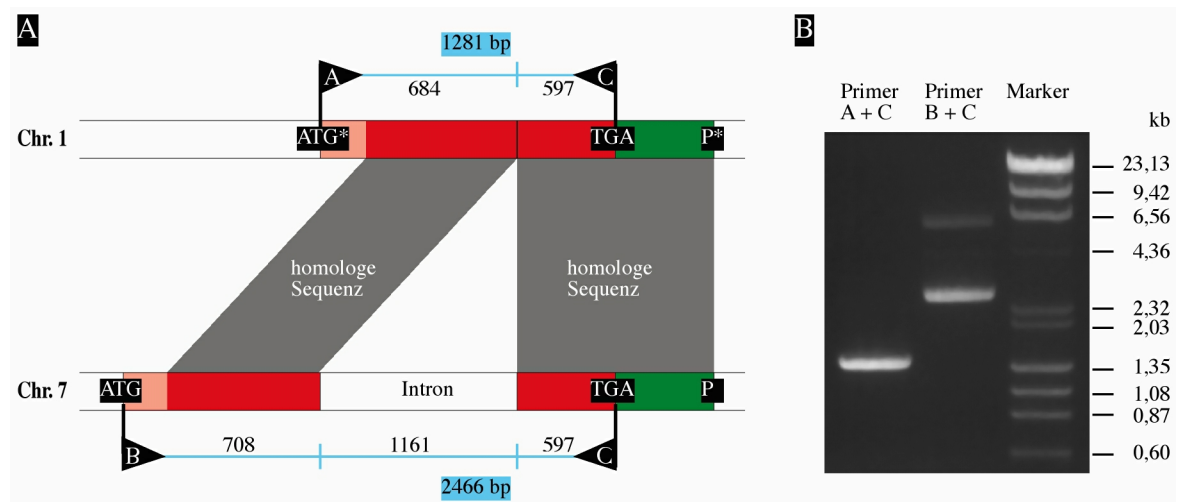 A
1281 bp
A
C
684
597
Chr. 1
ATG*
TGA
P*
homologe
Sequenz
homologe
Sequenz
Chr. 7
ATG
Intron
TGA
P
708
1161
597
B
C
2466 bp
B
Primer
A + C
Primer
B + C
Marker
kb
23,13
9,42
6,56
4,36
2,32
2,03
1,35
1,08
0,87
0,60